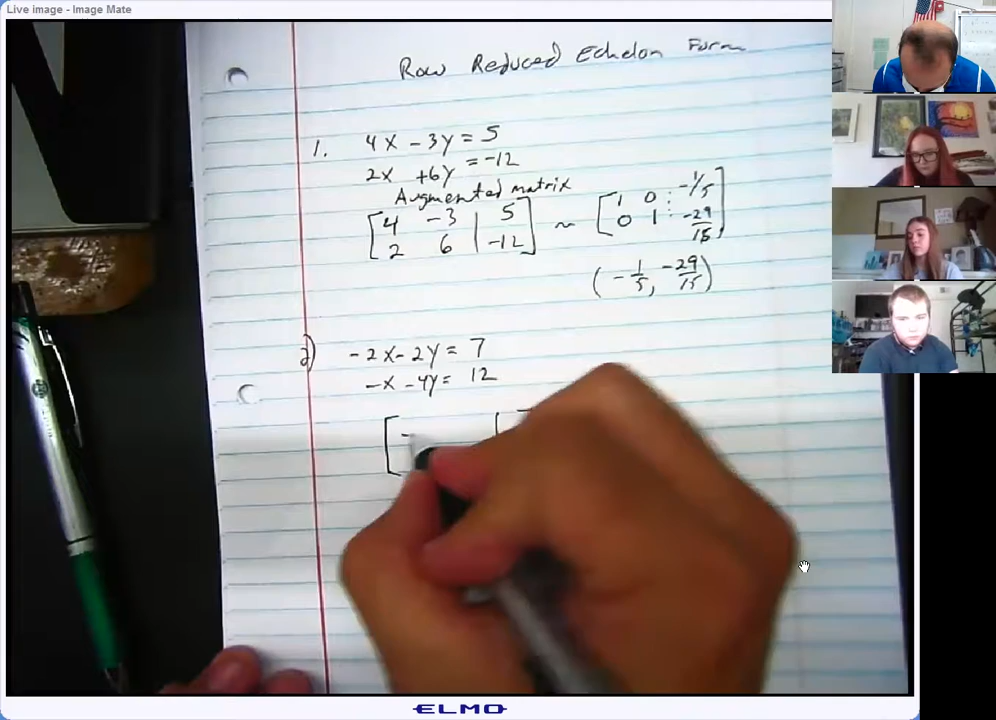 Live image - Image Mate
Row Reduced Echelon Form
1. 4x - 3y = 5
2x + 6y = -12
Augmented matrix
[4 -3 | 5] ~ [1 0 : -1/5]
[2 6 | -12] [0 1 : -29/15]
(-1/5, -29/15)
2) -2x - 2y = 7
-x - 4y = 12
[-
ELMO